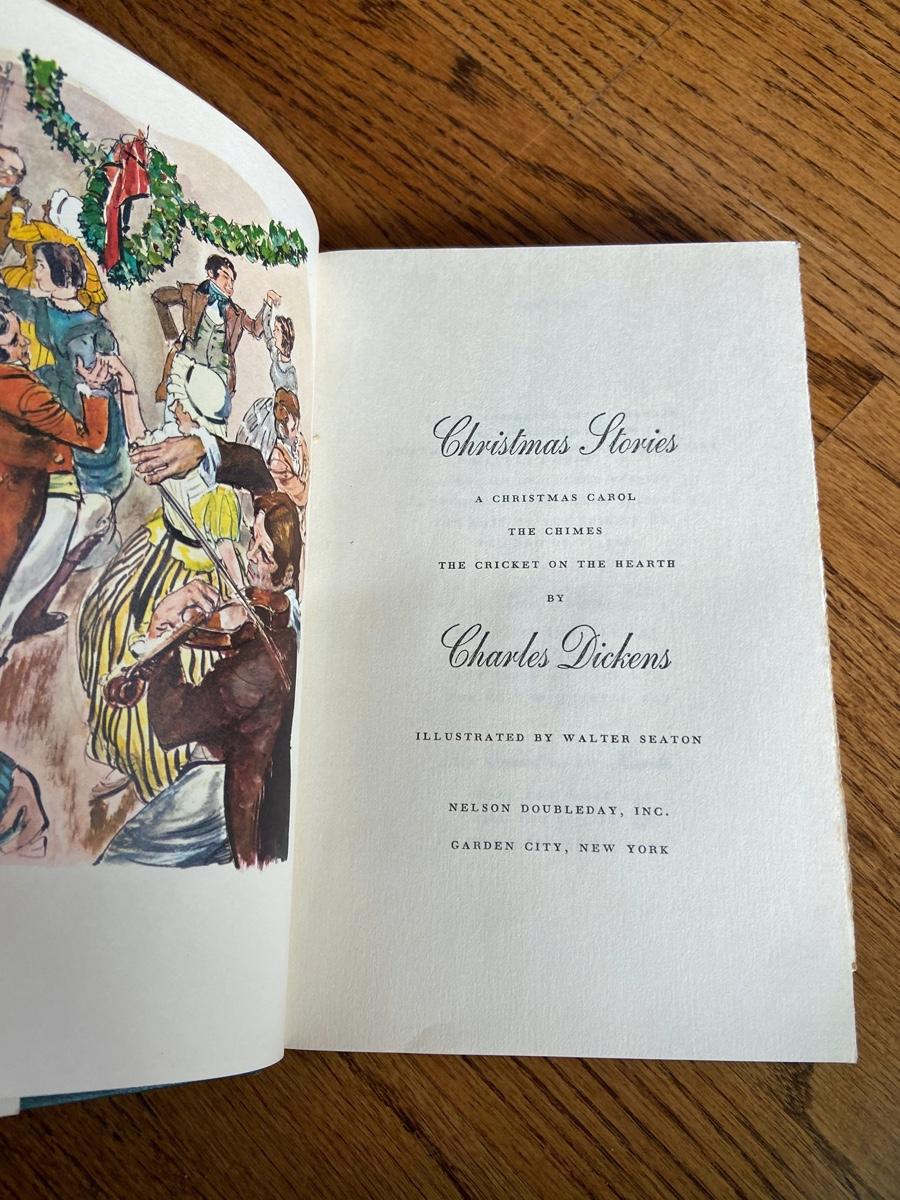 Christmas Stories
A CHRISTMAS CAROL
THE CHIMES
THE CRICKET ON THE HEARTH
BY
Charles Dickens
ILLUSTRATED BY WALTER SEATON
NELSON DOUBLEDAY, INC.
GARDEN CITY, NEW YORK